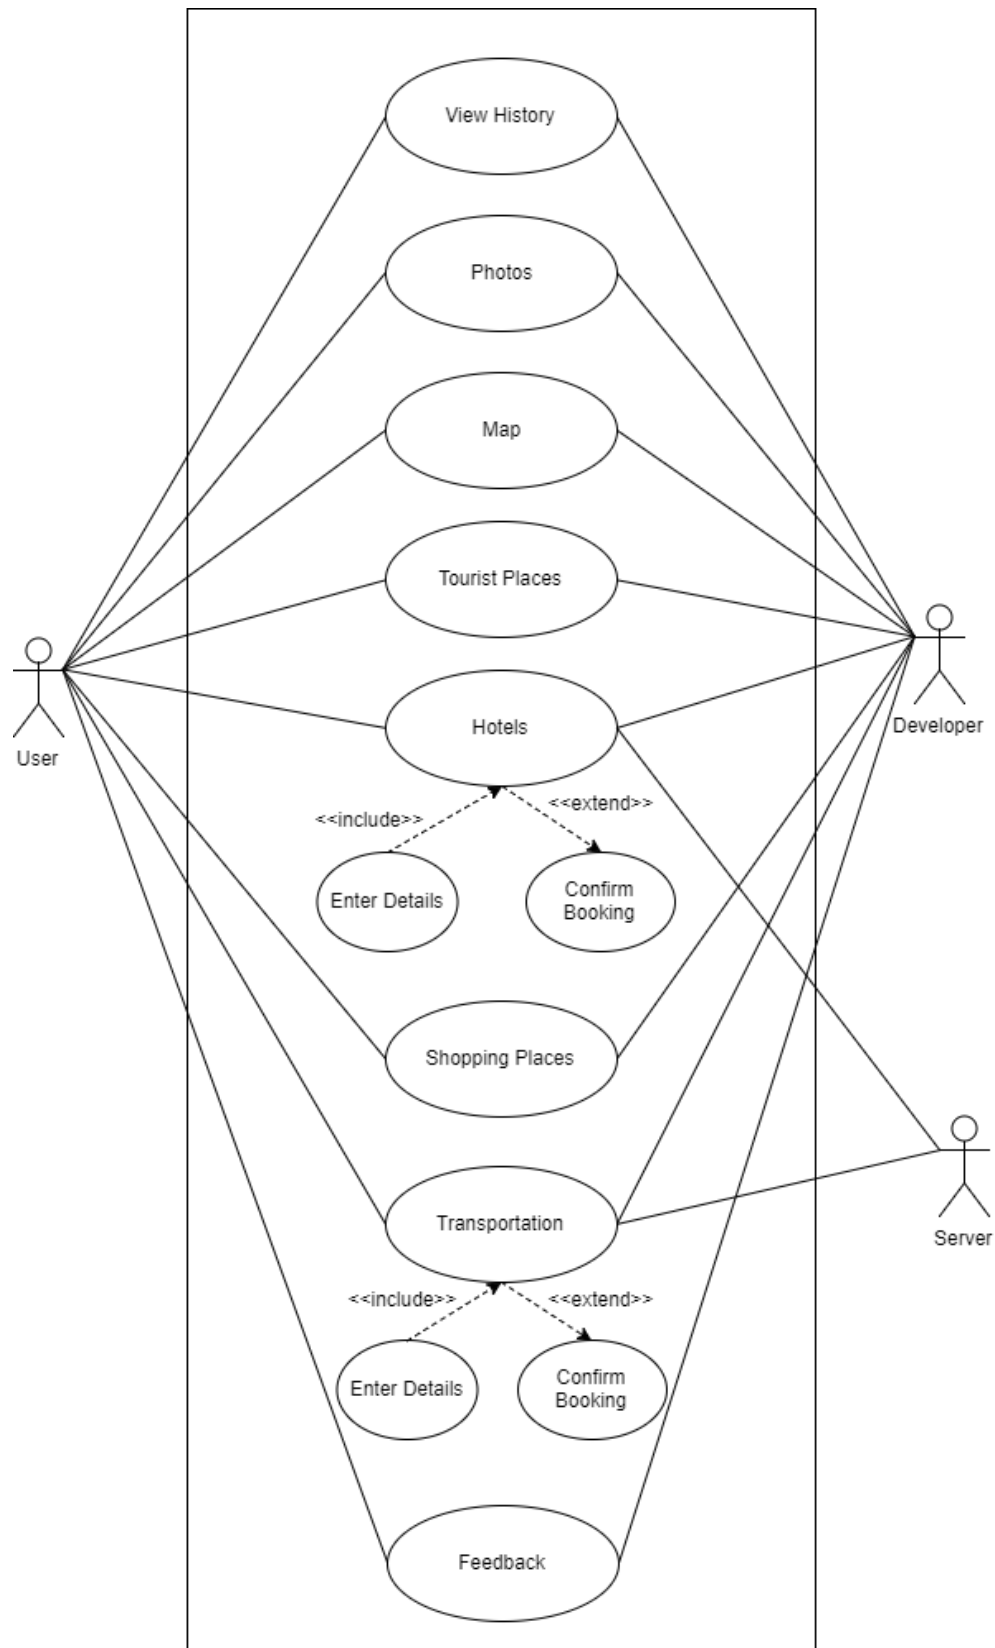 View History
Photos
Map
Tourist Places
Hotels
User
Developer
<<include>>
<<extend>>
Enter Details
Confirm
Booking
Shopping Places
Transportation
Server
<<include>>
<<extend>>
Enter Details
Confirm
Booking
Feedback